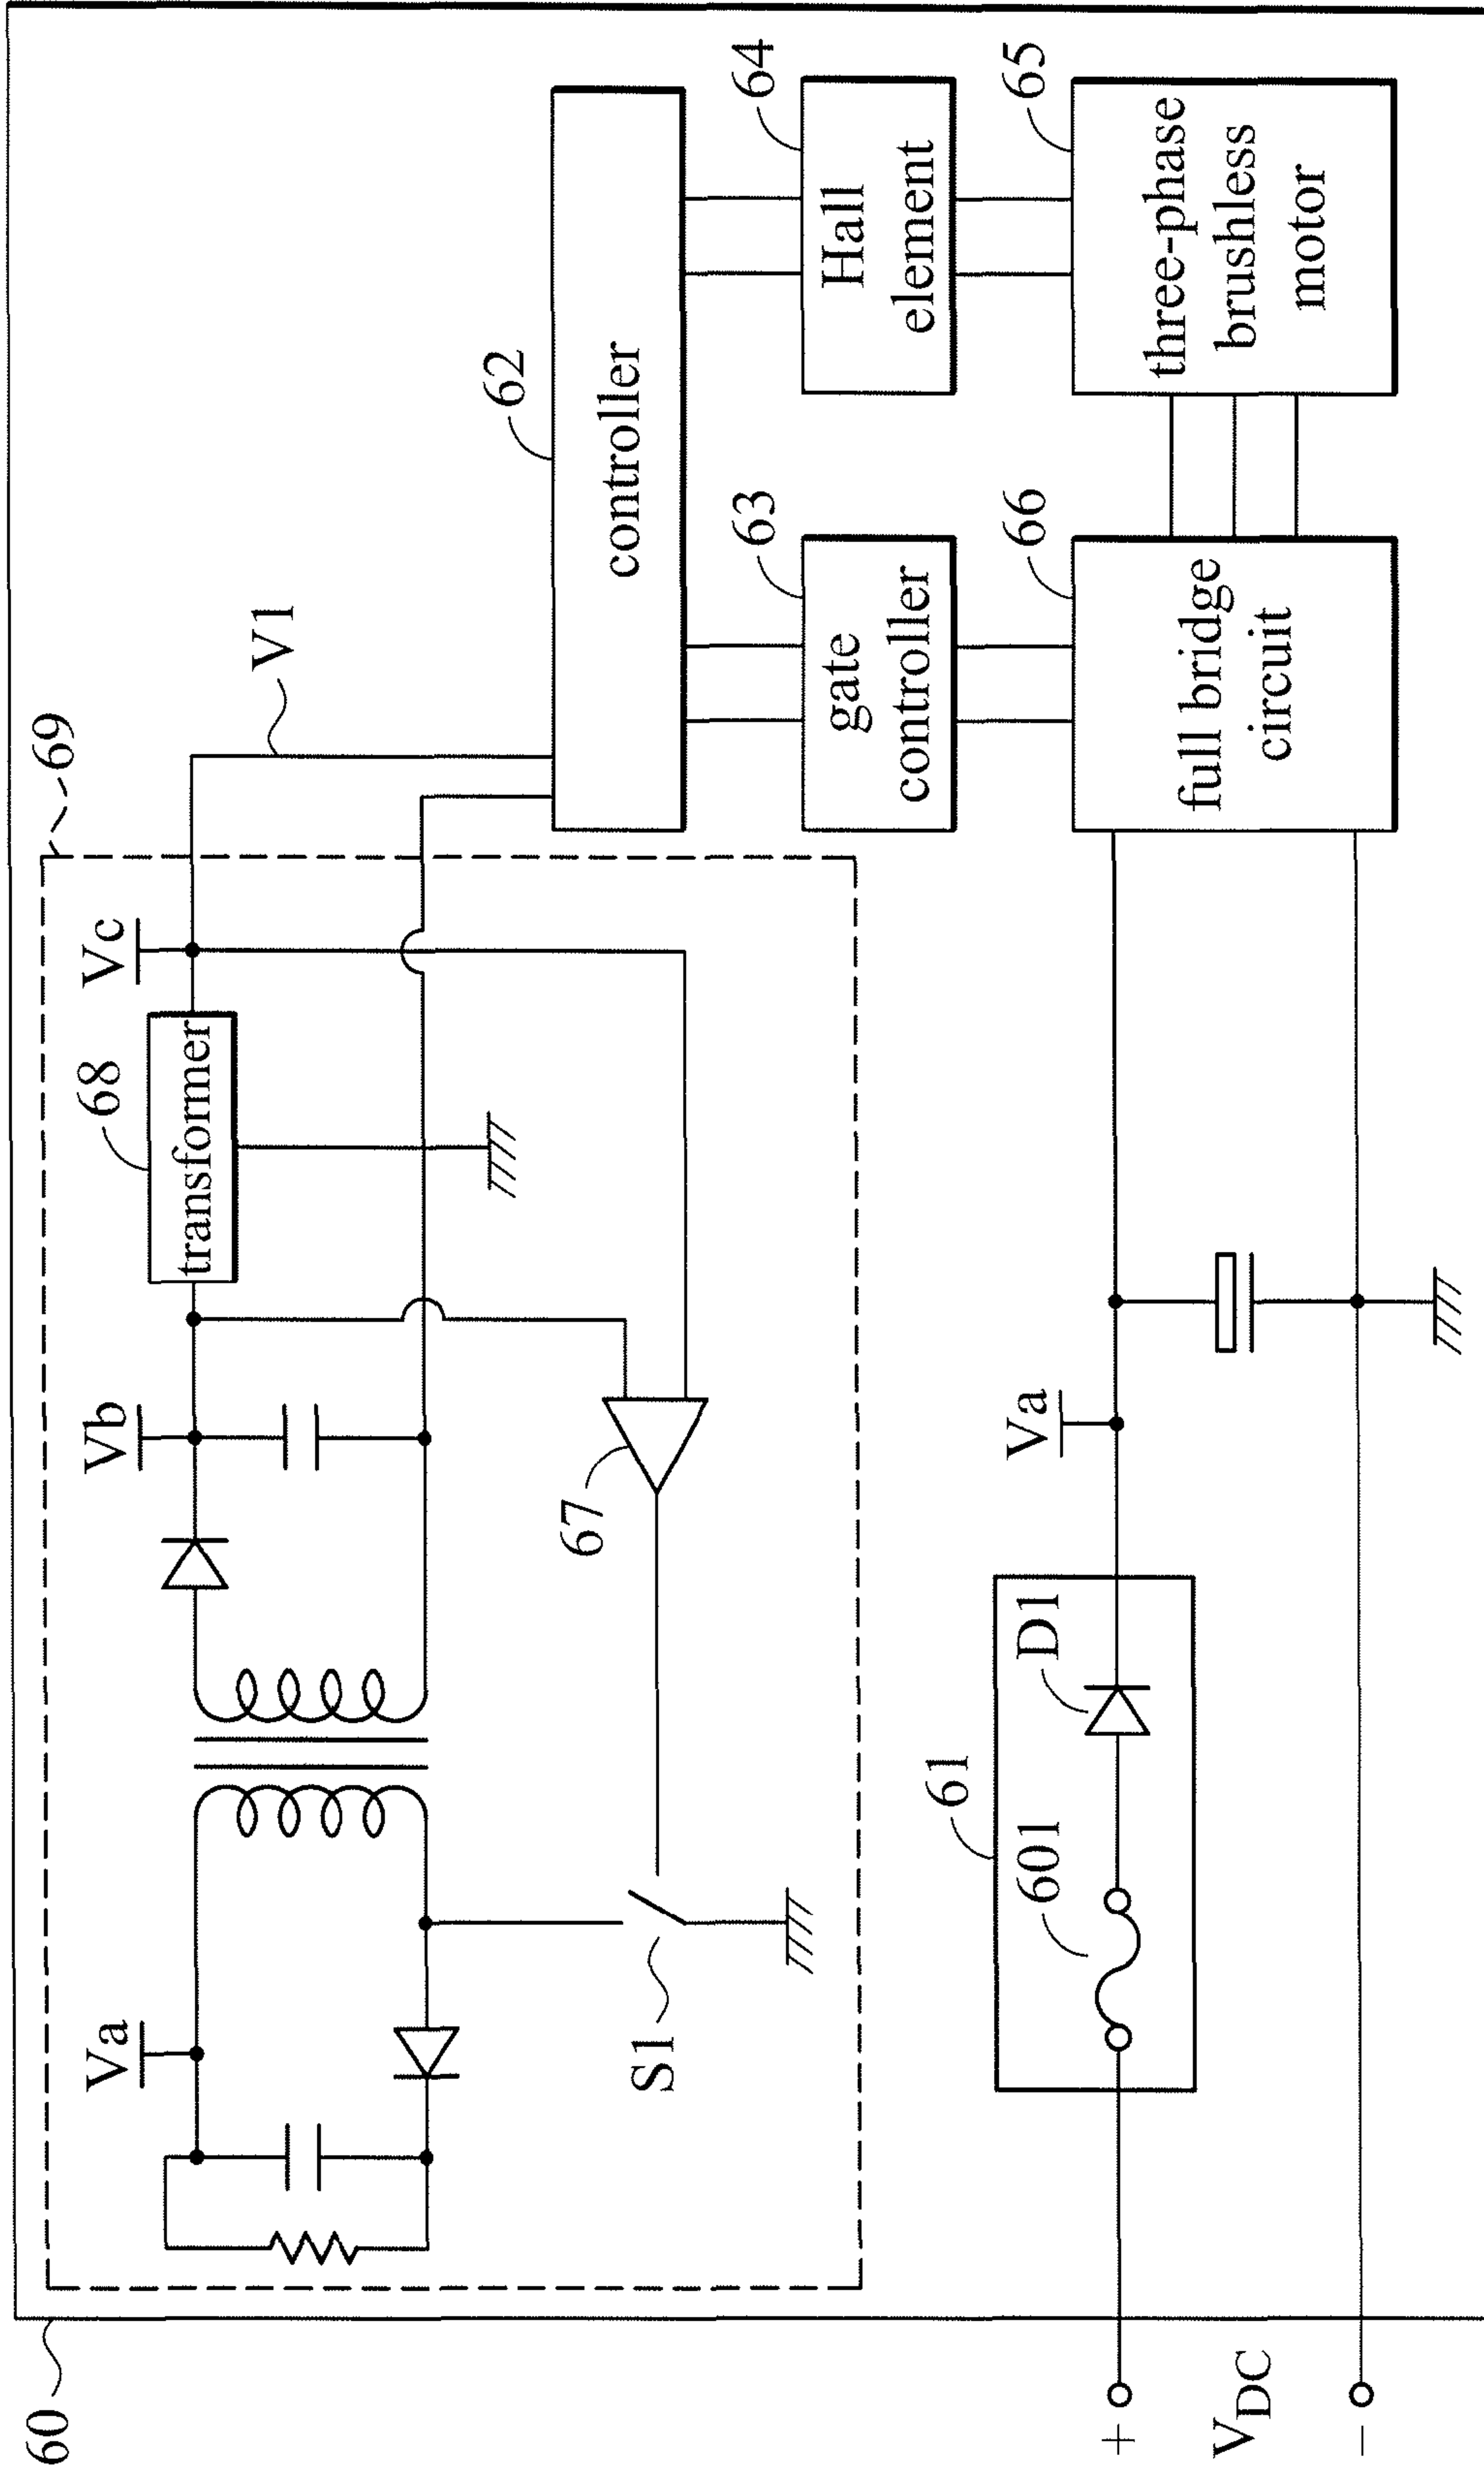 60
69
Va
Vb
68
transformer
Vc
V1
62
controller
67
S1
63
gate
controller
64
Hall
element
61
601
D1
Va
66
full bridge
circuit
65
three-phase
brushless
motor
+
VDC
−